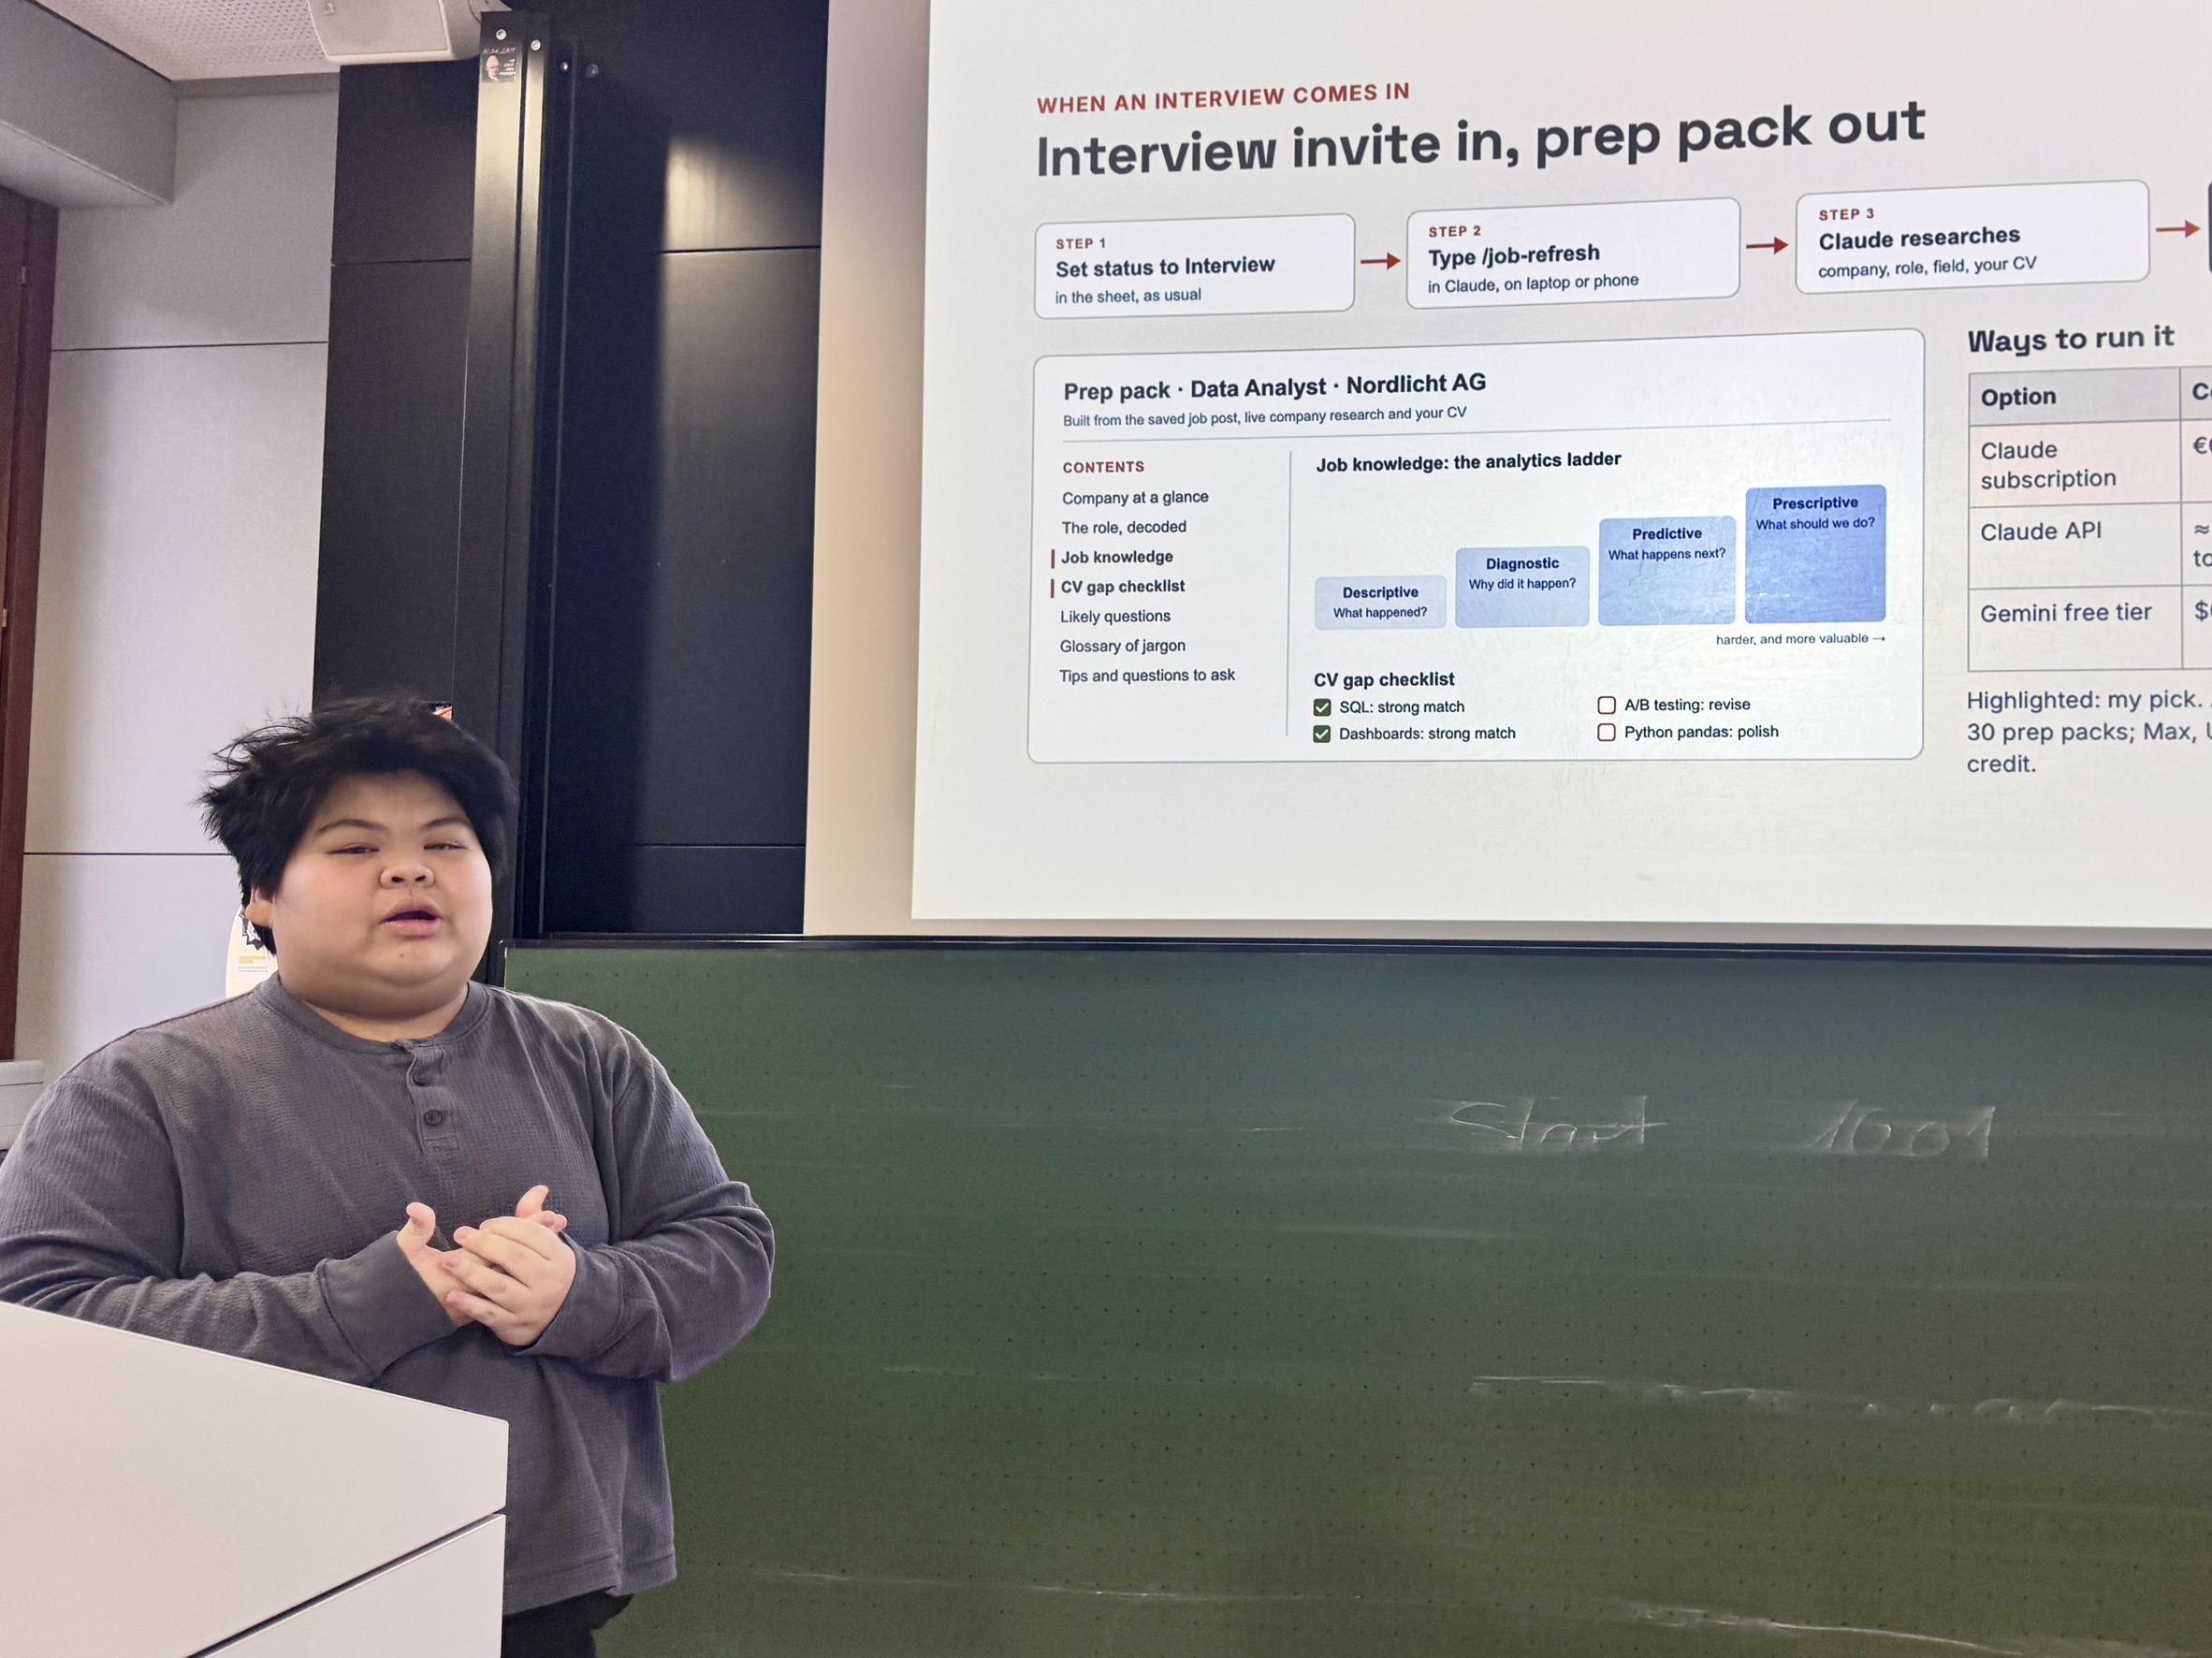 WHEN AN INTERVIEW COMES IN
Interview invite in, prep pack out
STEP 1
Set status to Interview
in the sheet, as usual
STEP 2
Type /job-refresh
in Claude, on laptop or phone
STEP 3
Claude researches
company, role, field, your CV
Prep pack · Data Analyst · Nordlicht AG
Built from the saved job post, live company research and your CV
CONTENTS
Company at a glance
The role, decoded
Job knowledge
CV gap checklist
Likely questions
Glossary of jargon
Tips and questions to ask
Job knowledge: the analytics ladder
Descriptive
What happened?
Diagnostic
Why did it happen?
Predictive
What happens next?
Prescriptive
What should we do?
harder, and more valuable →
CV gap checklist
SQL: strong match
Dashboards: strong match
A/B testing: revise
Python pandas: polish
Ways to run it
Option
Claude
subscription
Claude API
≈
Gemini free tier
Highlighted: my pick.
30 prep packs; Max,
credit.
Start